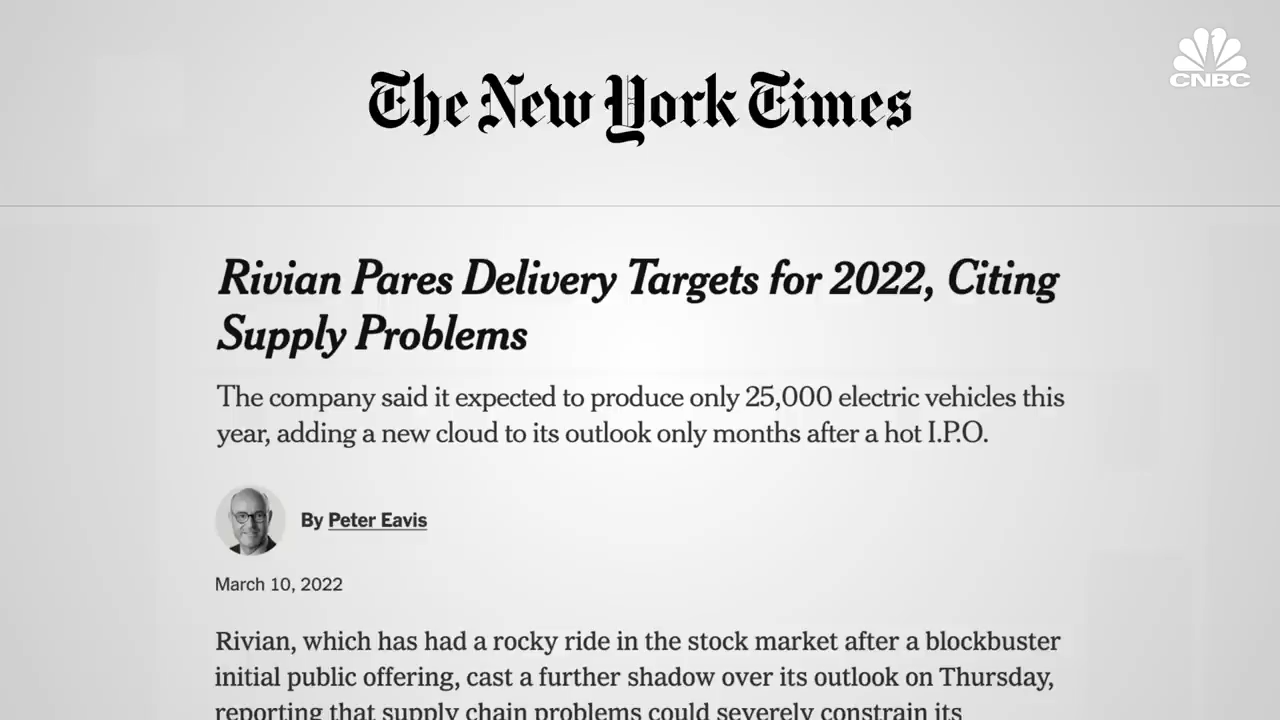 CNBC
The New York Times
Rivian Pares Delivery Targets for 2022, Citing
Supply Problems
The company said it expected to produce only 25,000 electric vehicles this
year, adding a new cloud to its outlook only months after a hot I.P.O.
By Peter Eavis
March 10, 2022
Rivian, which has had a rocky ride in the stock market after a blockbuster
initial public offering, cast a further shadow over its outlook on Thursday,
reporting that supply chain problems could severely constrain its